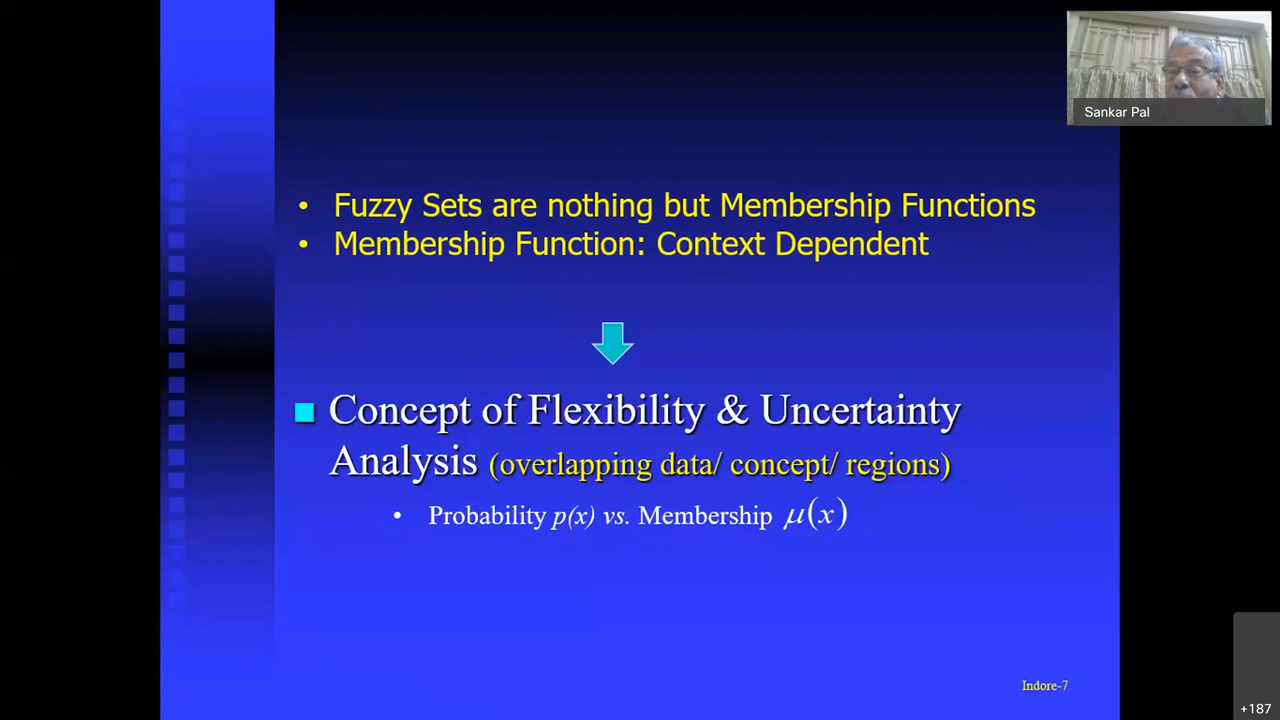 Sankar Pal
• Fuzzy Sets are nothing but Membership Functions
• Membership Function: Context Dependent
Concept of Flexibility & Uncertainty
Analysis (overlapping data/ concept/ regions)
• Probability p(x) vs. Membership μ(x)
Indore-7
+187